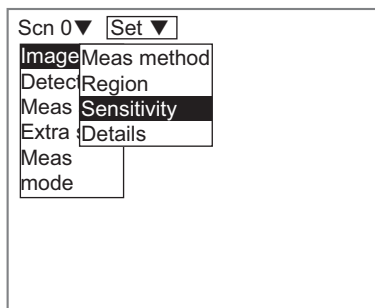 Scn 0▼ Set ▼
Image
Detect
Meas
Extra
Meas
mode
Meas method
Region
Sensitivity
Details